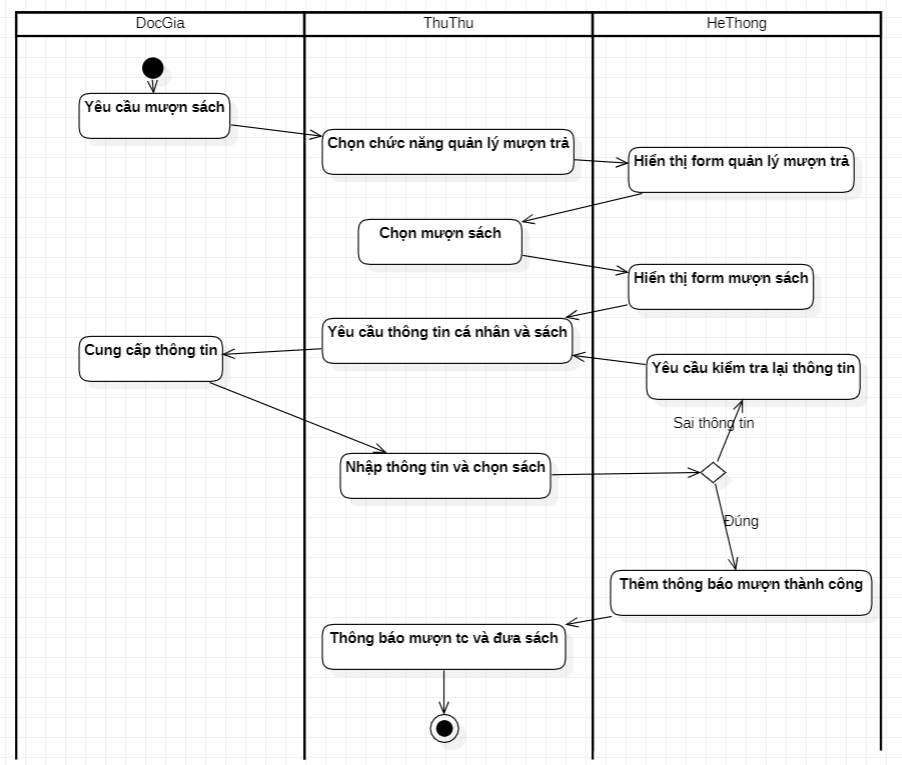 DocGia
ThuThu
HeThong
Yêu cầu mượn sách
Chọn chức năng quản lý mượn trả
Hiển thị form quản lý mượn trả
Chọn mượn sách
Hiển thị form mượn sách
Yêu cầu thông tin cá nhân và sách
Cung cấp thông tin
Yêu cầu kiểm tra lại thông tin
Sai thông tin
Nhập thông tin và chọn sách
Đúng
Thêm thông báo mượn thành công
Thông báo mượn tc và đưa sách